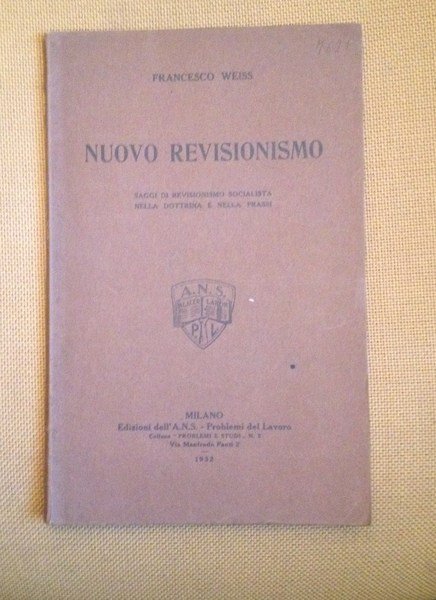 FRANCESCO WEISS
NUOVO REVISIONISMO
SAGGI DI REVISIONISMO SOCIALISTA
NELLA DOTTRINA E NELLA PRASSI
A.N.S.
P L
MILANO
Edizioni dell'A.N.S. - Problemi del Lavoro
Collana "PROBLEMI E STUDI, N. 2
Via Manfredo Fanti 2
1932